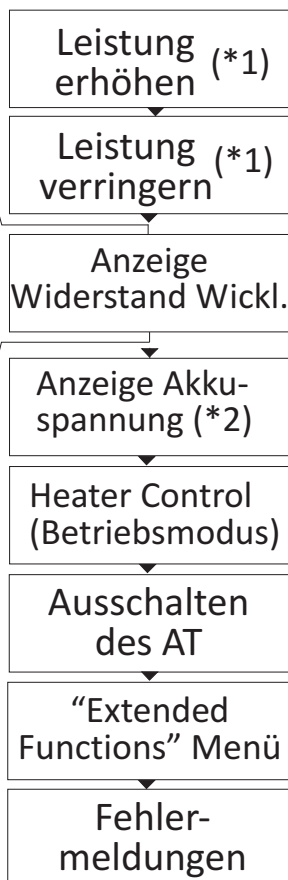 Leistung (*1)
erhöhen
Leistung (*1)
verringern
Anzeige
Widerstand Wickl.
Anzeige Akku-
spannung (*2)
Heater Control
(Betriebsmodus)
Ausschalten
des AT
“Extended
Functions” Menü
Fehler-
meldungen